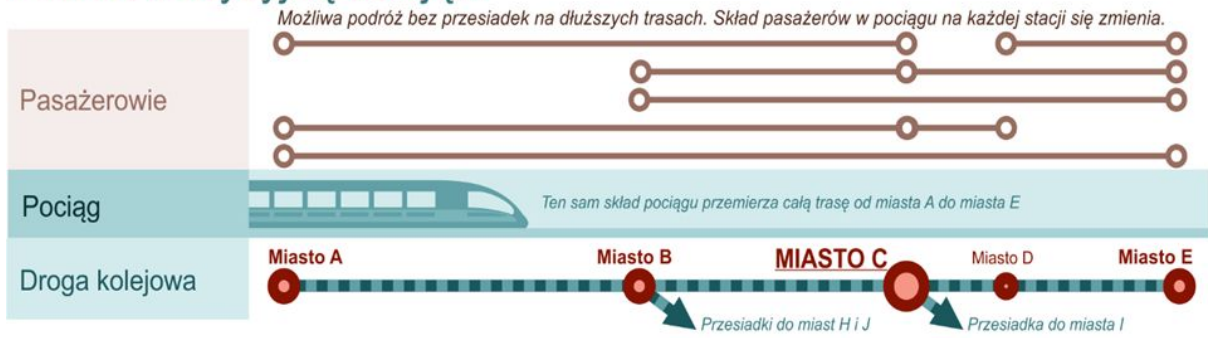 Możliwa podróż bez przesiadek na dłuższych trasach. Skład pasażerów w pociągu na każdej stacji się zmienia.
Pasażerowie
Pociąg
Ten sam skład pociągu przemierza całą trasę od miasta A do miasta E
Droga kolejowa
Miasto A
Miasto B
MIASTO C
Miasto D
Miasto E
Przesiadki do miast H i J
Przesiadka do miasta I